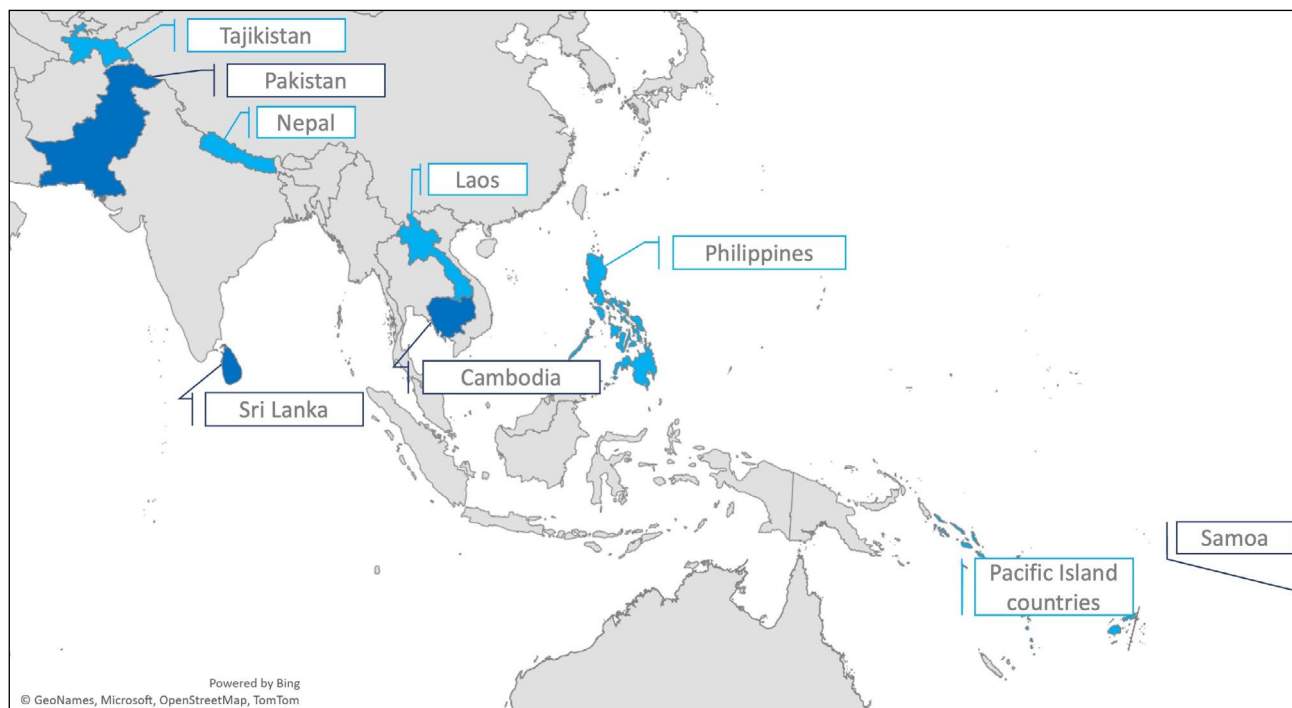 Tajikistan
Pakistan
Nepal
Laos
Philippines
Cambodia
Sri Lanka
Samoa
Pacific Island
countries
Powered by Bing
© GeoNames, Microsoft, OpenStreetMap, TomTom